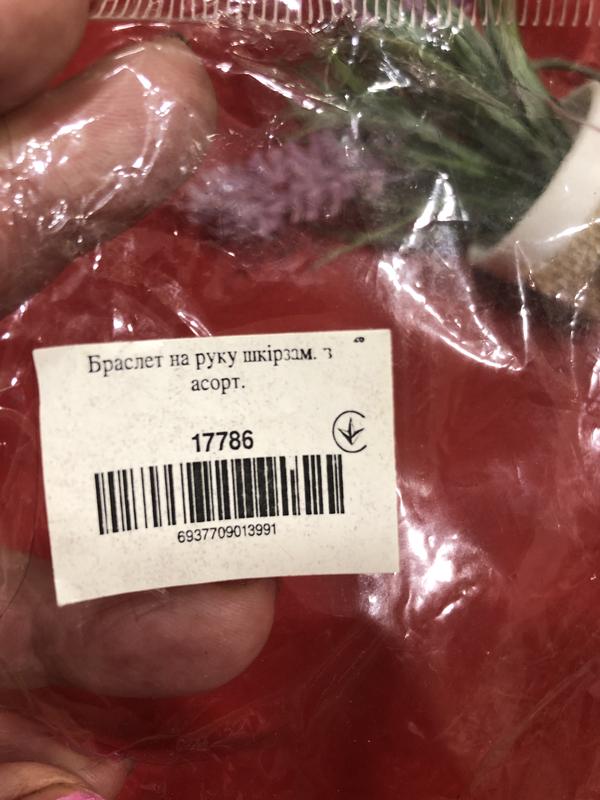 Браслет на руку шкірзам. в
асорт.
17786
6937709013991